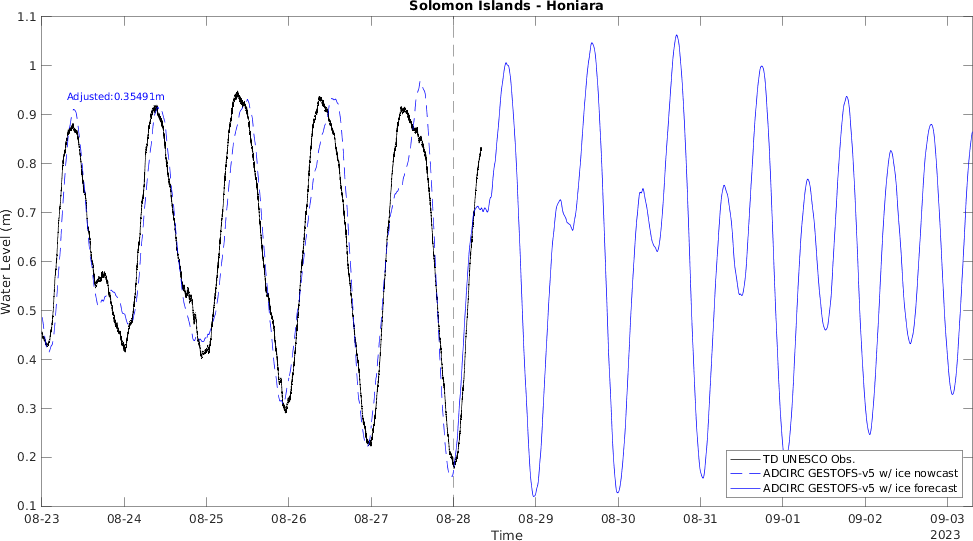 Solomon Islands - Honiara
1.1
1
0.9
0.8
0.7
0.6
0.5
0.4
0.3
0.2
0.1
Water Level (m)
Adjusted:0.35491m
TD UNESCO Obs.
ADCIRC GESTOFS-v5 w/ ice nowcast
ADCIRC GESTOFS-v5 w/ ice forecast
08-23 08-24 08-25 08-26 08-27 08-28 08-29 08-30 08-31 09-01 09-02 09-03
2023
Time